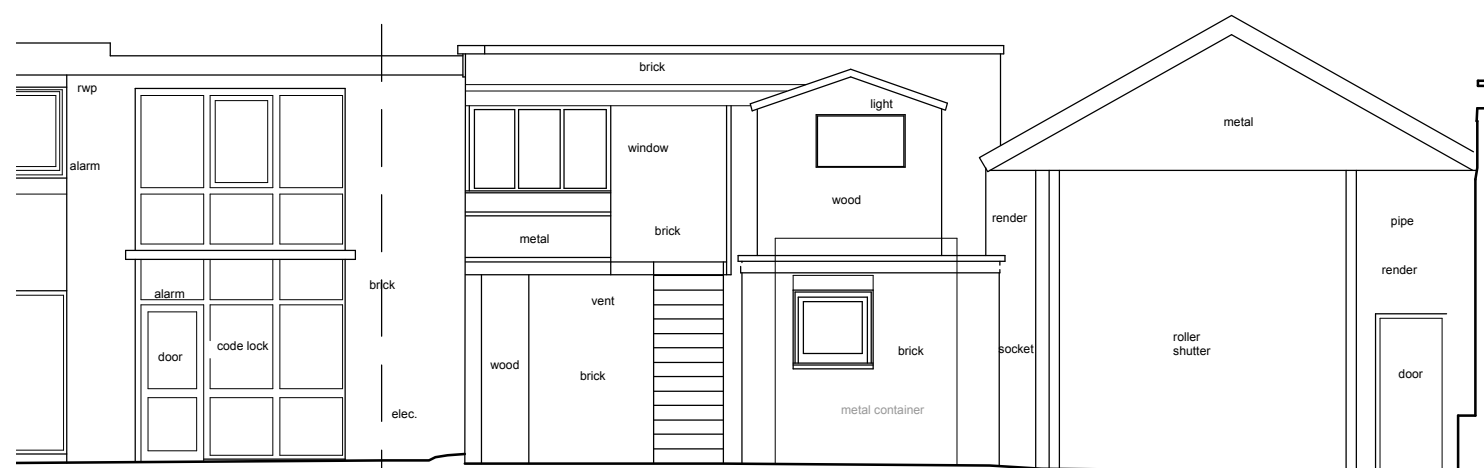 rwp
brick
light
metal
window
alarm
wood
render
pipe
brick
metal
render
brick
alarm
vent
code lock
door
wood
brick
brick
socket
roller
shutter
door
elec.
metal container